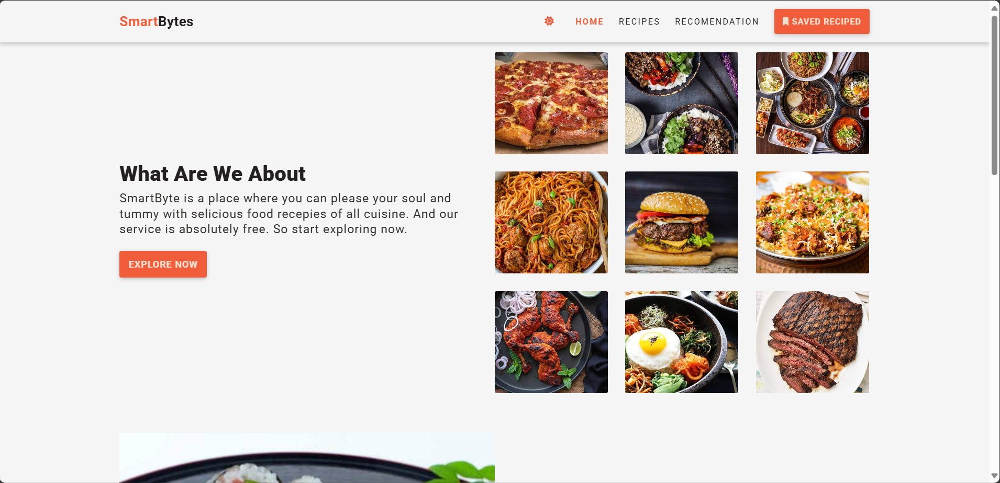 SmartBytes
HOME
RECIPES
RECOMENDATION
SAVED RECIPED
What Are We About
SmartByte is a place where you can please your soul and
tummy with selicious food recepies of all cuisine. And our
service is absolutely free. So start exploring now.
EXPLORE NOW